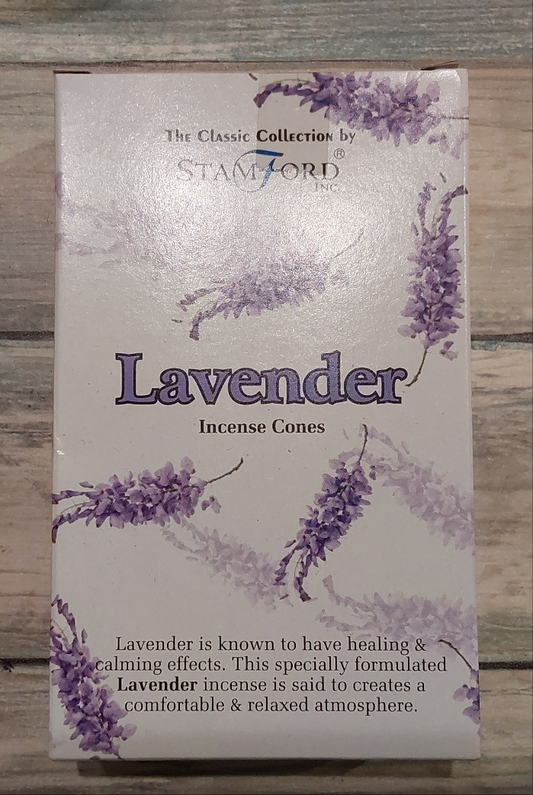 The Classic Collection by
STAMFORD®
INC.
Lavender
Incense Cones
Lavender is known to have healing &
calming effects. This specially formulated
Lavender incense is said to creates a
comfortable & relaxed atmosphere.